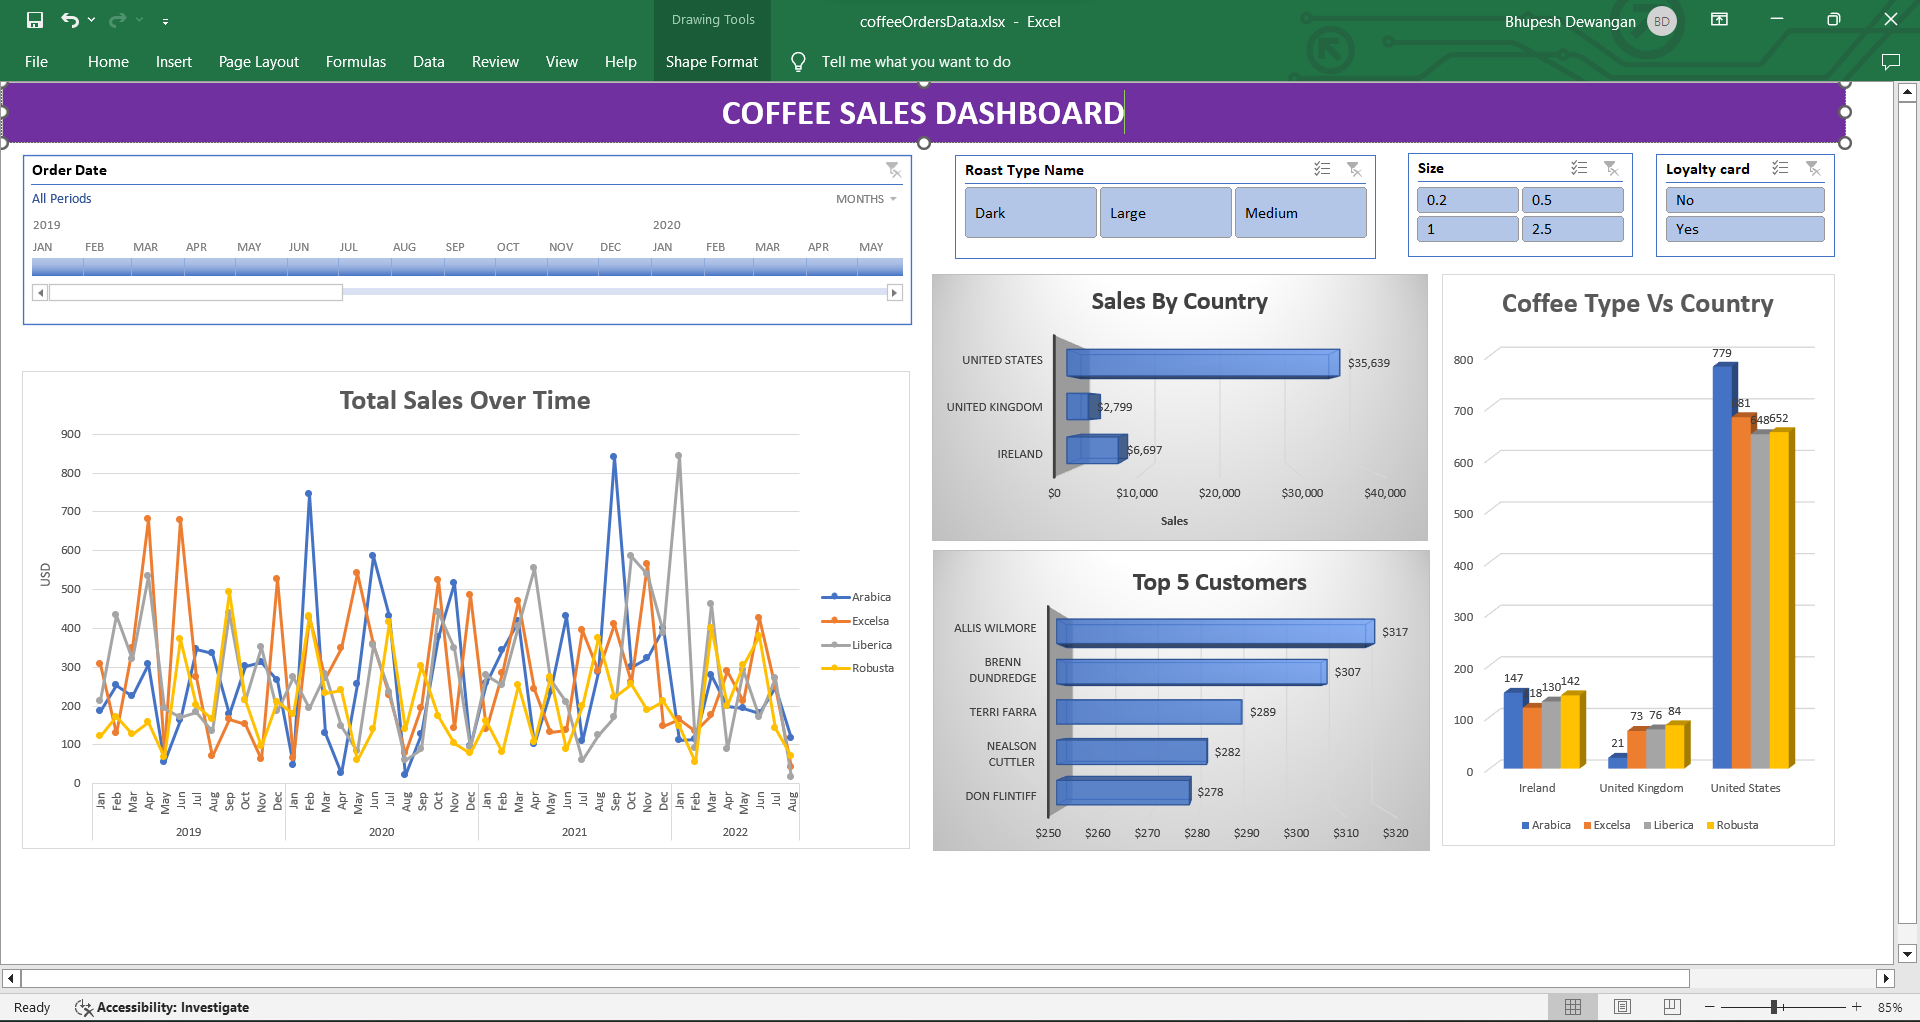 Drawing Tools
coffeeOrdersData.xlsx - Excel
Bhupesh Dewangan BD
File Home Insert Page Layout Formulas Data Review View Help Shape Format Tell me what you want to do
COFFEE SALES DASHBOARD
Order Date
All Periods MONTHS
2019 2020
JAN FEB MAR APR MAY JUN JUL AUG SEP OCT NOV DEC JAN FEB MAR APR MAY
Roast Type Name
Dark Large Medium
Size
0.2 0.5
1 2.5
Loyalty card
No
Yes
Total Sales Over Time
USD
900
800
700
600
500
400
300
200
100
0
Jan Feb Mar Apr May Jun Jul Aug Sep Oct Nov Dec Jan Feb Mar Apr May Jun Jul Aug Sep Oct Nov Dec Jan Feb Mar Apr May Jun Jul Aug Sep Oct Nov Dec Jan Feb Mar Apr May Jun Jul Aug
2019 2020 2021 2022
Arabica
Excelsa
Liberica
Robusta
Sales By Country
UNITED STATES $35,639
UNITED KINGDOM $2,799
IRELAND $6,697
$0 $10,000 $20,000 $30,000 $40,000
Sales
Top 5 Customers
ALLIS WILMORE $317
BRENN
DUNDREDGE $307
TERRI FARRA $289
NEALSON
CUTTLER $282
DON FLINTIFF $278
$250 $260 $270 $280 $290 $300 $310 $320
Coffee Type Vs Country
800
700
600
500
400
300
200
100
0
147 130 142
21 73 76 84
779 652
Ireland United Kingdom United States
Arabica Excelsa Liberica Robusta
Ready Accessibility: Investigate 85%